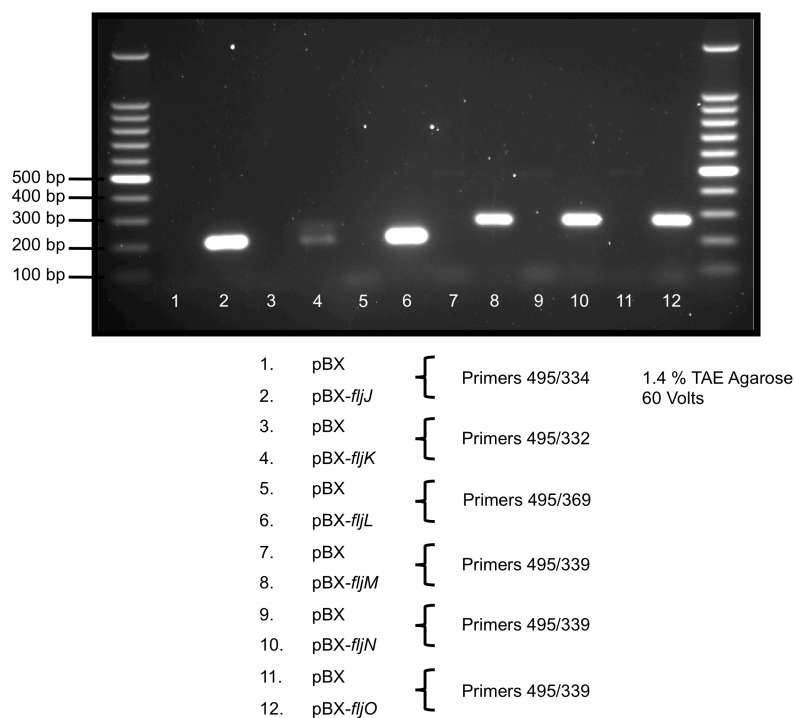 500 bp
400 bp
300 bp
200 bp
100 bp
1 2 3 4 5 6 7 8 9 10 11 12
1. pBX
2. pBX-fljJ
Primers 495/334
1.4 % TAE Agarose
60 Volts
3. pBX
4. pBX-fljK
Primers 495/332
5. pBX
6. pBX-fljL
Primers 495/369
7. pBX
8. pBX-fljM
Primers 495/339
9. pBX
10. pBX-fljN
Primers 495/339
11. pBX
12. pBX-fljO
Primers 495/339